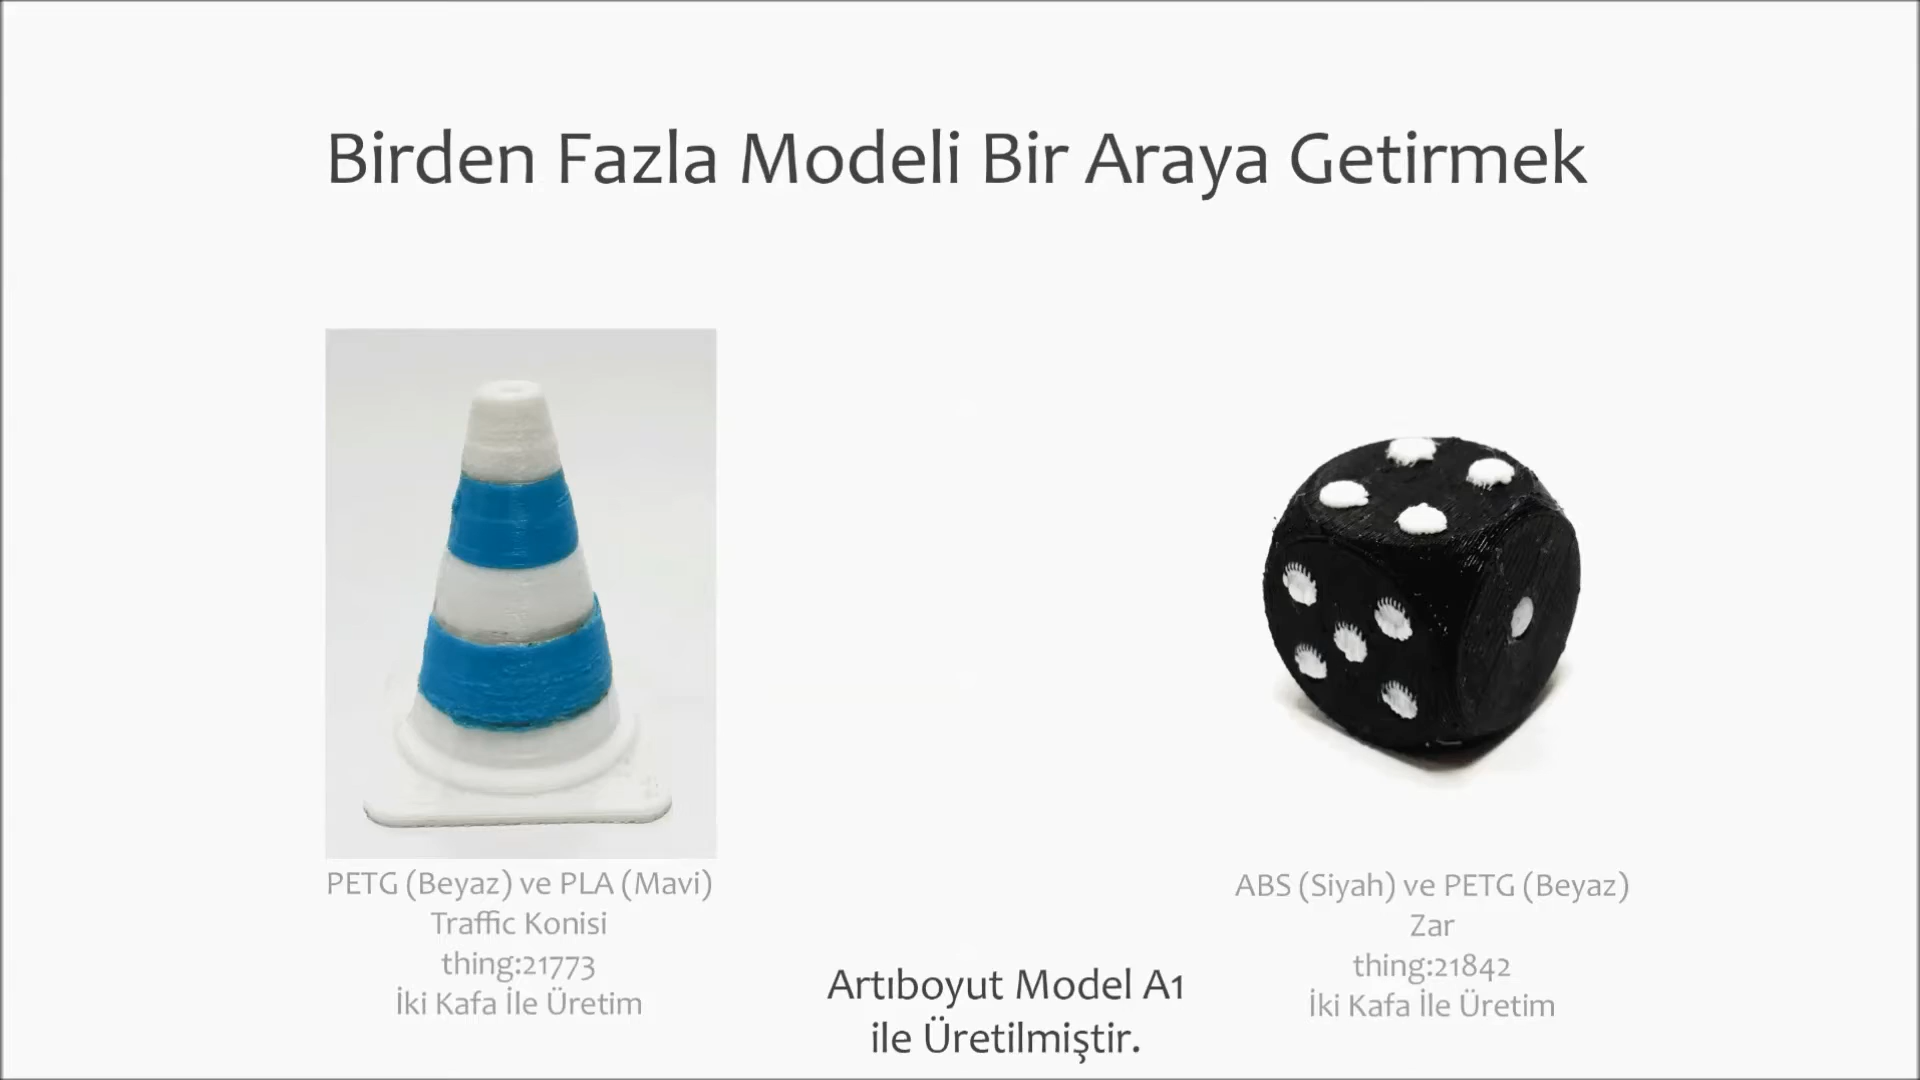 Birden Fazla Modeli Bir Araya Getirmek
PETG (Beyaz) ve PLA (Mavi)
Traffic Konisi
thing:21773
İki Kafa İle Üretim
Artıboyut Model A1
ile Üretilmiştir.
ABS (Siyah) ve PETG (Beyaz)
Zar
thing:21842
İki Kafa İle Üretim